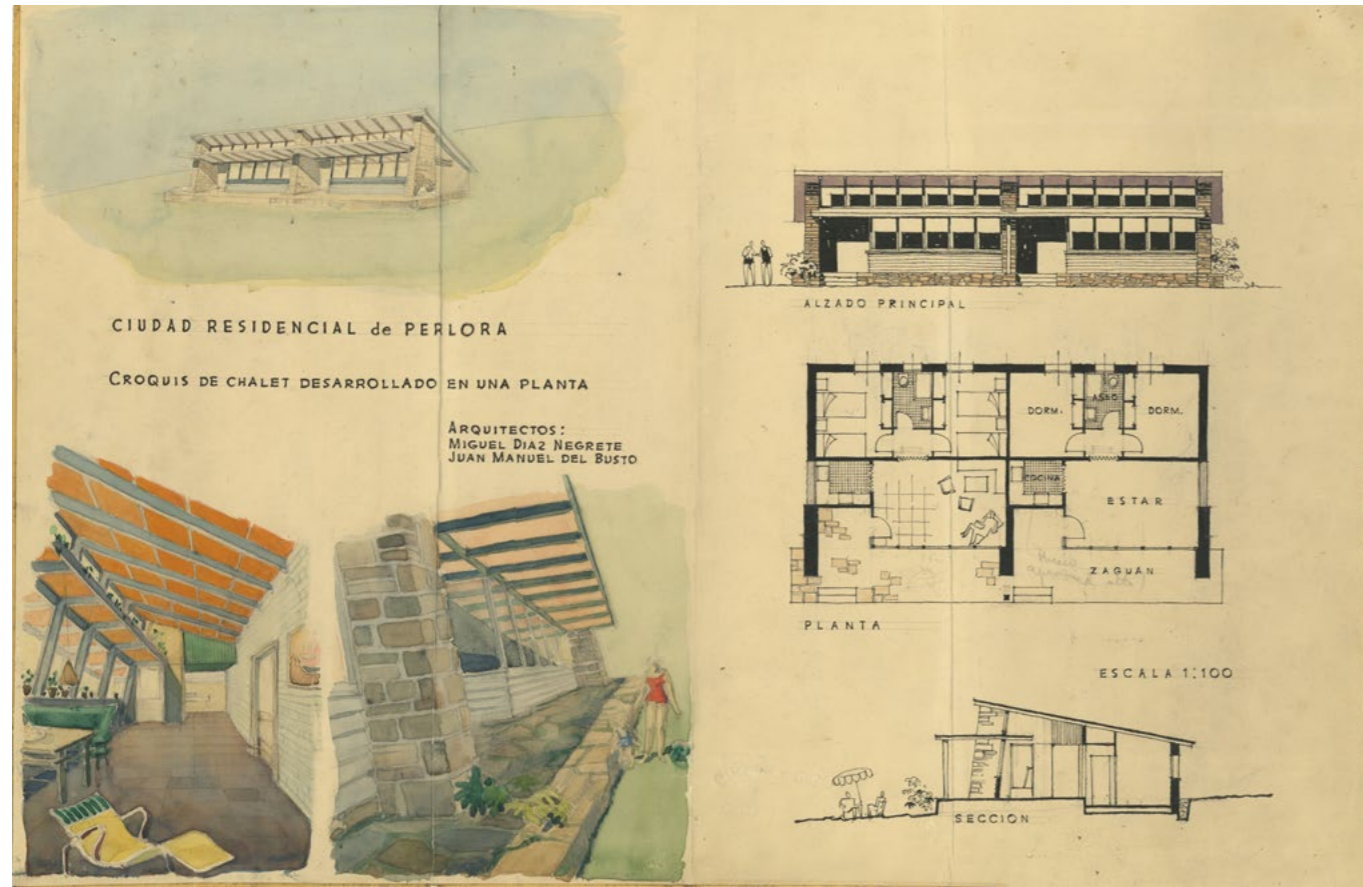 CIUDAD RESIDENCIAL de PERLORA
CROQUIS DE CHALET DESARROLLADO EN UNA PLANTA
ARQUITECTOS:
MIGUEL DIAZ NEGRETE
JUAN MANUEL DEL BUSTO
ALZADO PRINCIPAL
DORM.
ASEO
DORM.
COCINA
ESTAR
ZAGUAN
PLANTA
ESCALA 1:100
SECCION